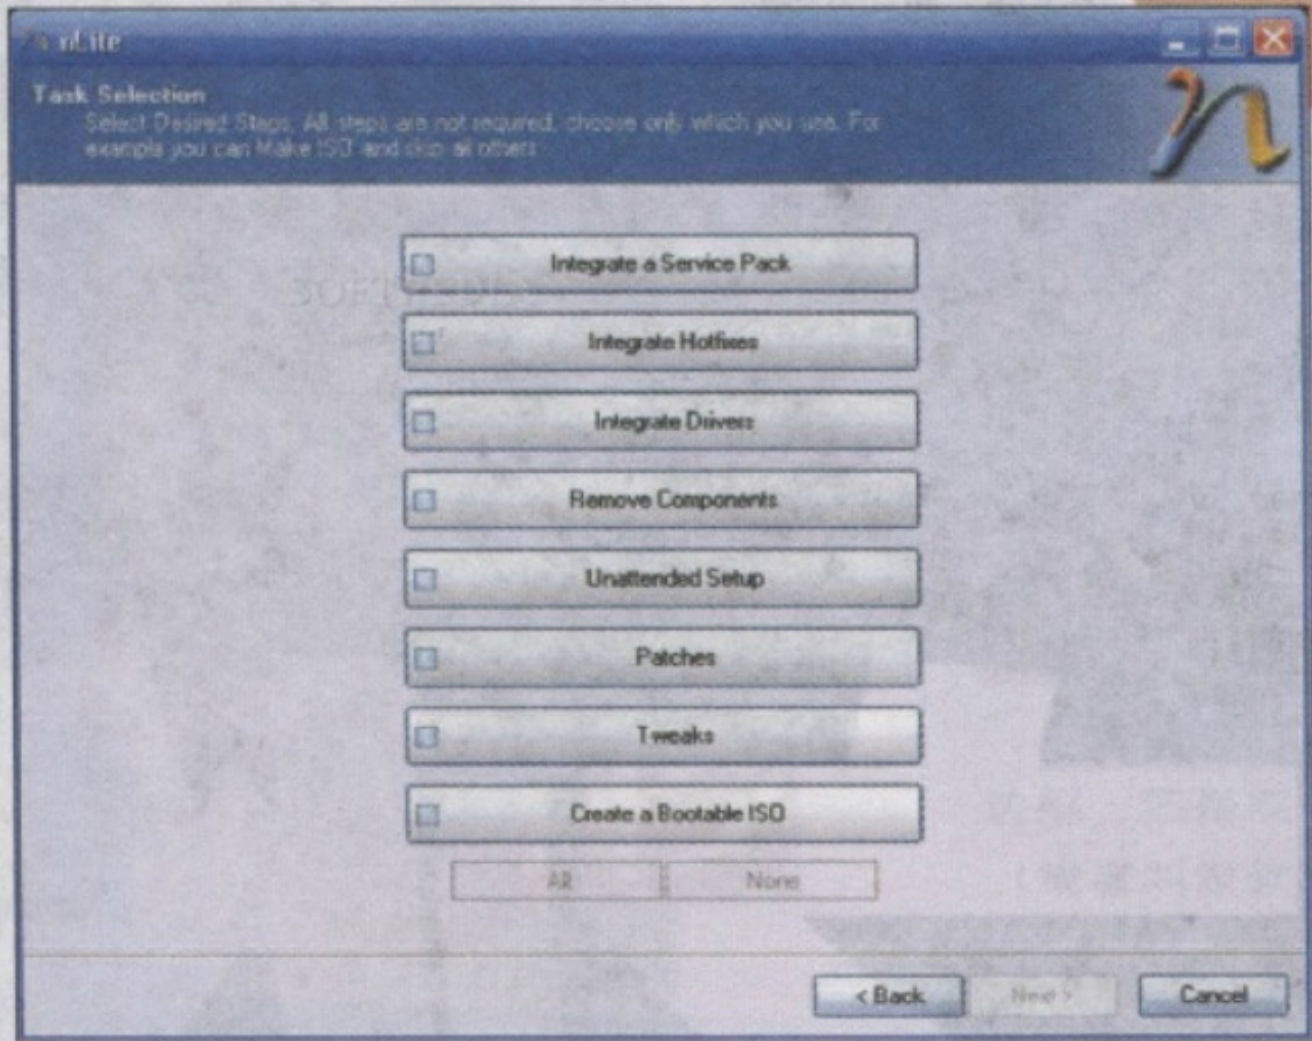 nLite
Task Selection
Select Desired Steps. All steps are not required, choose only which you use. For
example you can Make ISO and skip all others
Integrate a Service Pack
Integrate Hotfixes
Integrate Drivers
Remove Components
Unattended Setup
Patches
Tweaks
Create a Bootable ISO
All
None
< Back
Next >
Cancel